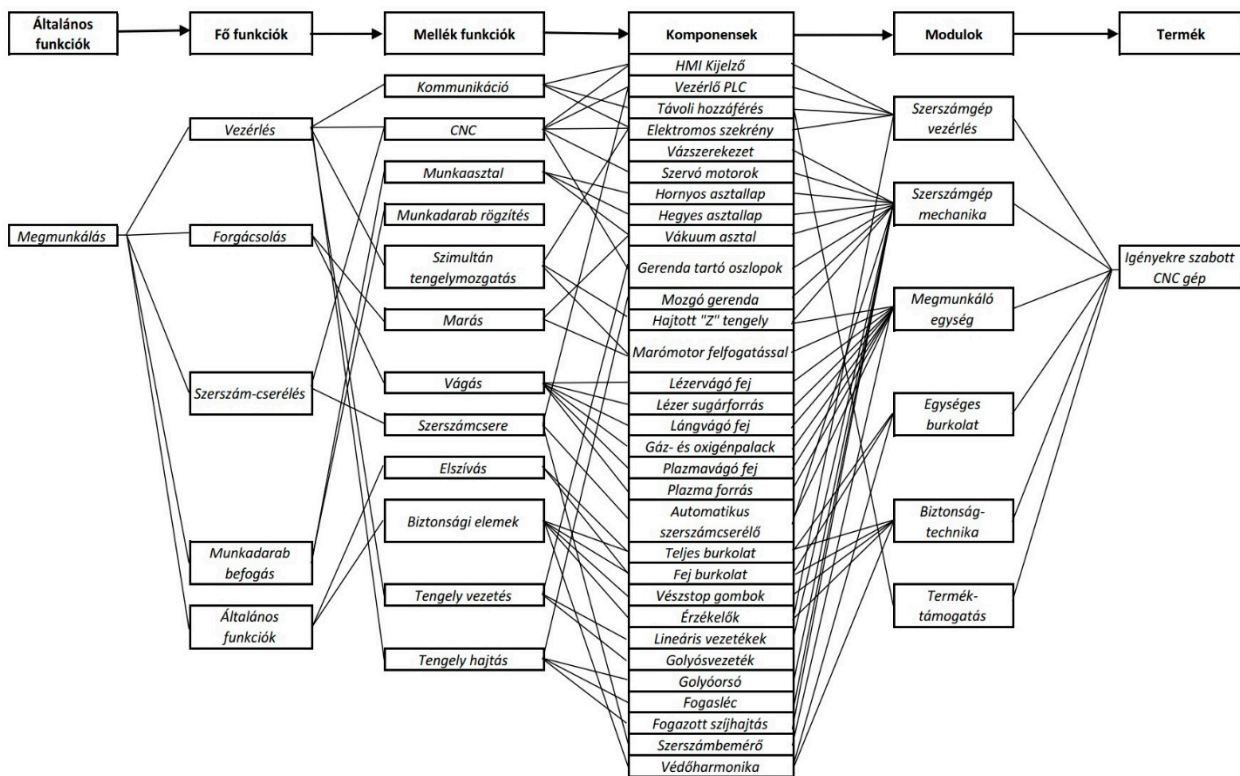 Általános
funkciók
Fő funkciók
Mellék funkciók
Komponensek
Modulok
Termék
Megmunkálás
Vezérlés
Forgácsolás
Szerszám-cserélés
Munkadarab
befogás
Általános
funkciók
Kommunikáció
CNC
Munkaasztal
Munkadarab rögzítés
Szimultán
tengelymozgatás
Marás
Vágás
Szerszámcsere
Elszívás
Biztonsági elemek
Tengely vezetés
Tengely hajtás
HMI Kijelző
Vezérlő PLC
Távoli hozzáférés
Elektromos szekrény
Vázszerekezet
Szervó motorok
Hornyos asztallap
Hegyes asztallap
Vákuum asztal
Gerenda tartó oszlopok
Mozgó gerenda
Hajtott "Z" tengely
Marómotor felfogatással
Lézervágó fej
Lézer sugárforrás
Lángvágó fej
Gáz- és oxigénpalack
Plazmavágó fej
Plazma forrás
Automatikus
szerszámcserélő
Teljes burkolat
Fej burkolat
Vészstop gombok
Érzékelők
Lineáris vezetékek
Golyósvezeték
Golyóorsó
Fogasléc
Fogazott szíjhajtás
Szerszámbemérő
Védőharmonika
Szerszámgép
vezérlés
Szerszámgép
mechanika
Megmunkáló
egység
Egységes
burkolat
Biztonság-
technika
Termék-
támogatás
Igényekre szabott
CNC gép